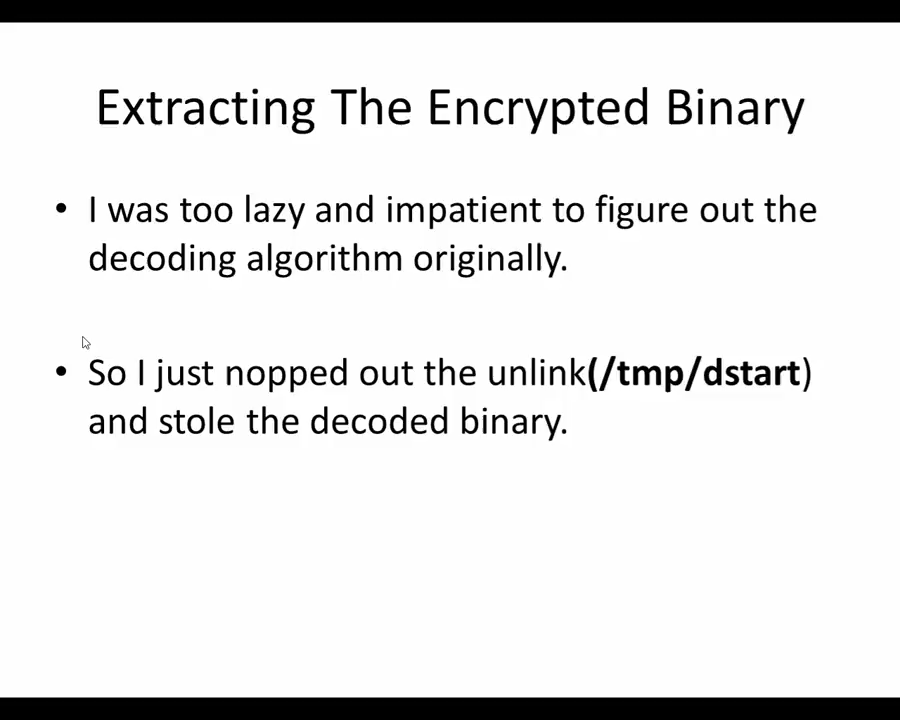 Extracting The Encrypted Binary
• I was too lazy and impatient to figure out the
decoding algorithm originally.
• So I just nopped out the unlink(/tmp/dstart)
and stole the decoded binary.